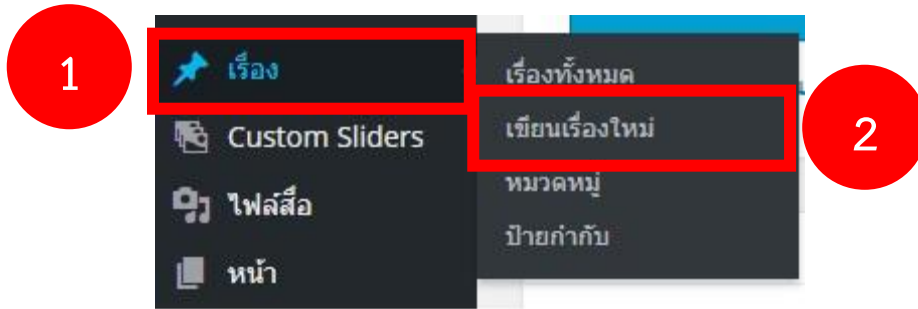 1
เรื่อง
Custom Sliders
ไฟล์สื่อ
หน้า
เรื่องทั้งหมด
เขียนเรื่องใหม่
หมวดหมู่
ป้ายกำกับ
2